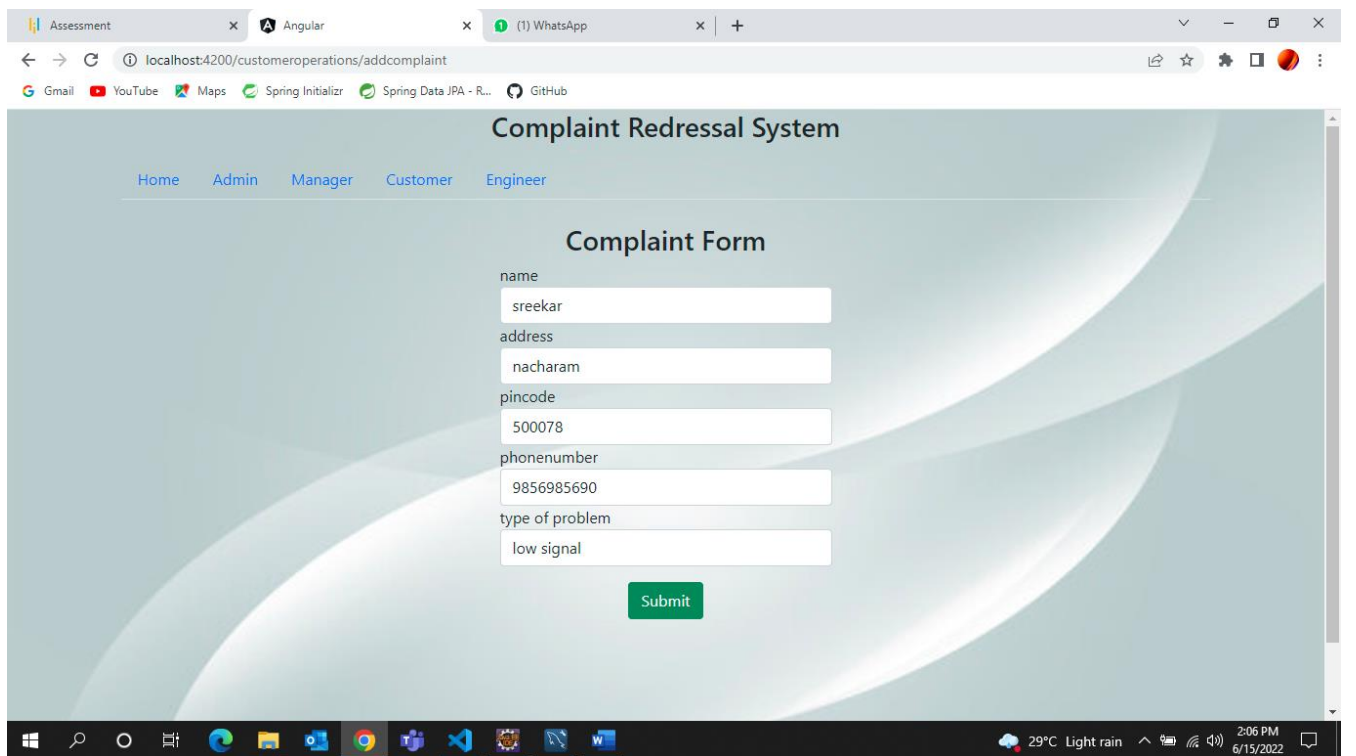 Assessment
Angular
(1) WhatsApp
localhost:4200/customeroperations/addcomplaint
Gmail YouTube Maps Spring Initializr Spring Data JPA - R... GitHub
Complaint Redressal System
Home Admin Manager Customer Engineer
Complaint Form
name
sreekar
address
nacharam
pincode
500078
phonenumber
9856985690
type of problem
low signal
Submit
29°C Light rain
2:06 PM
6/15/2022